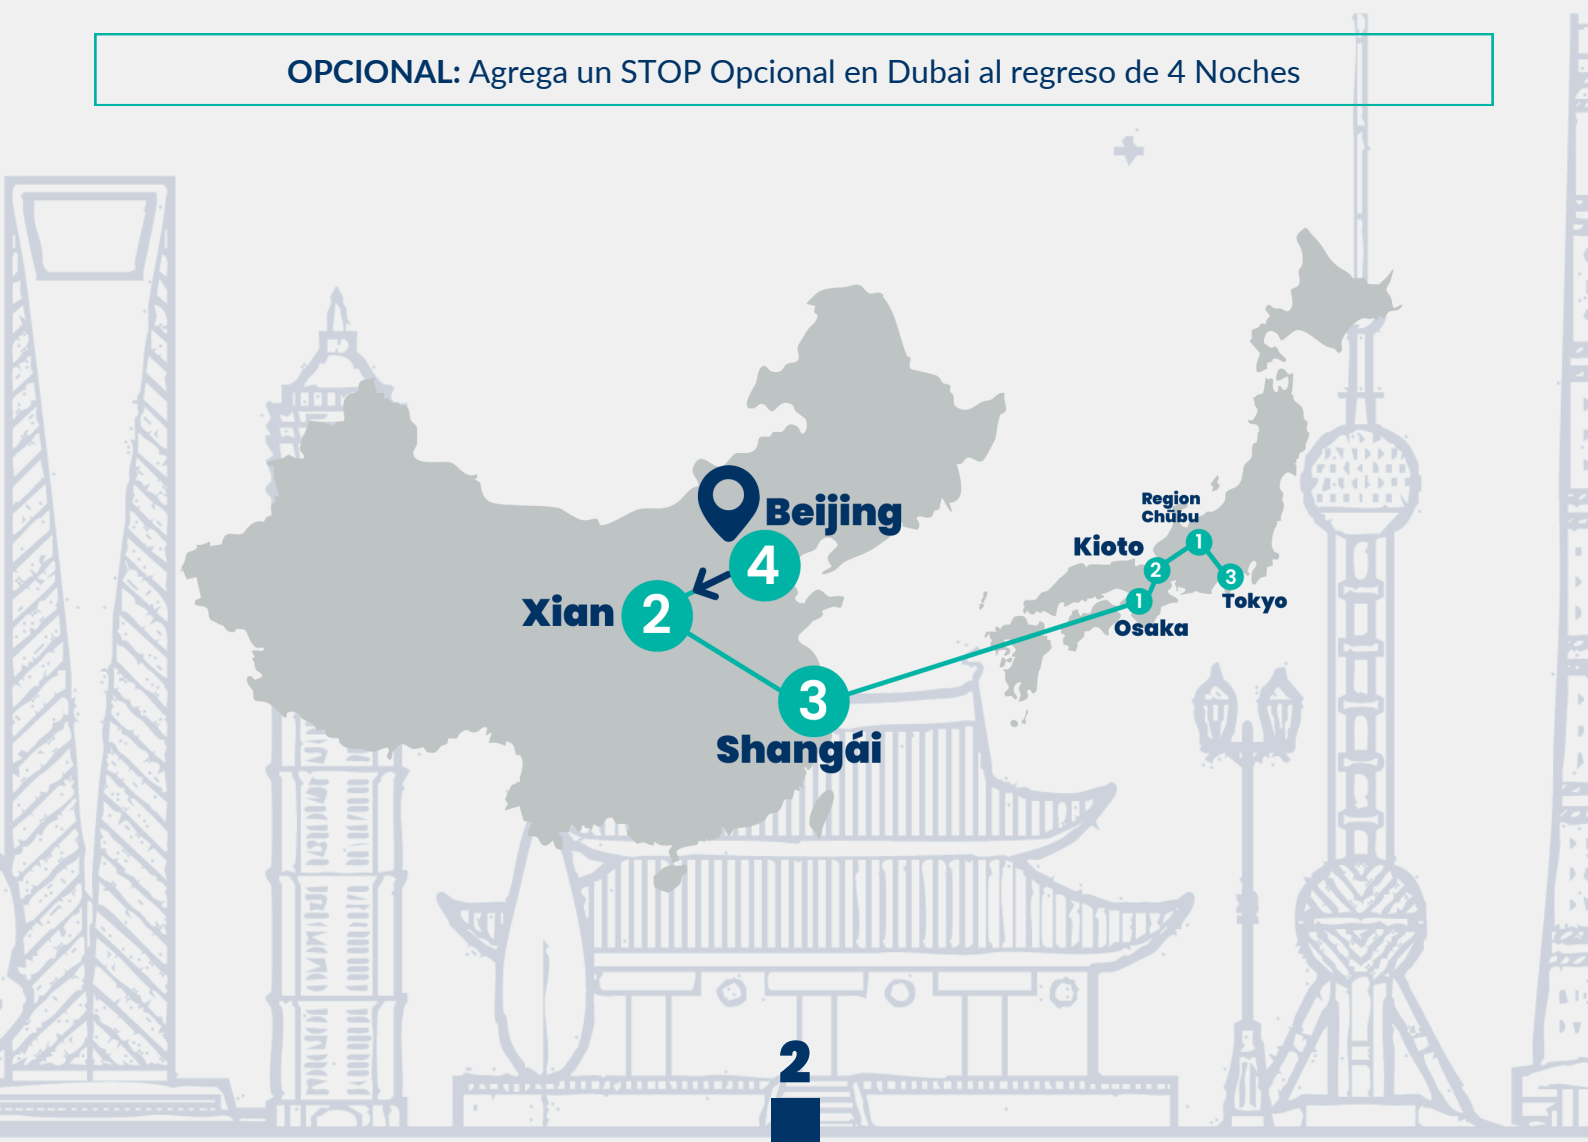 OPCIONAL: Agrega un STOP Opcional en Dubai al regreso de 4 Noches
Beijing
4
Xian
2
3
Shangái
Region
Chūbu
1
Kioto
2
3
Tokyo
1
Osaka
2